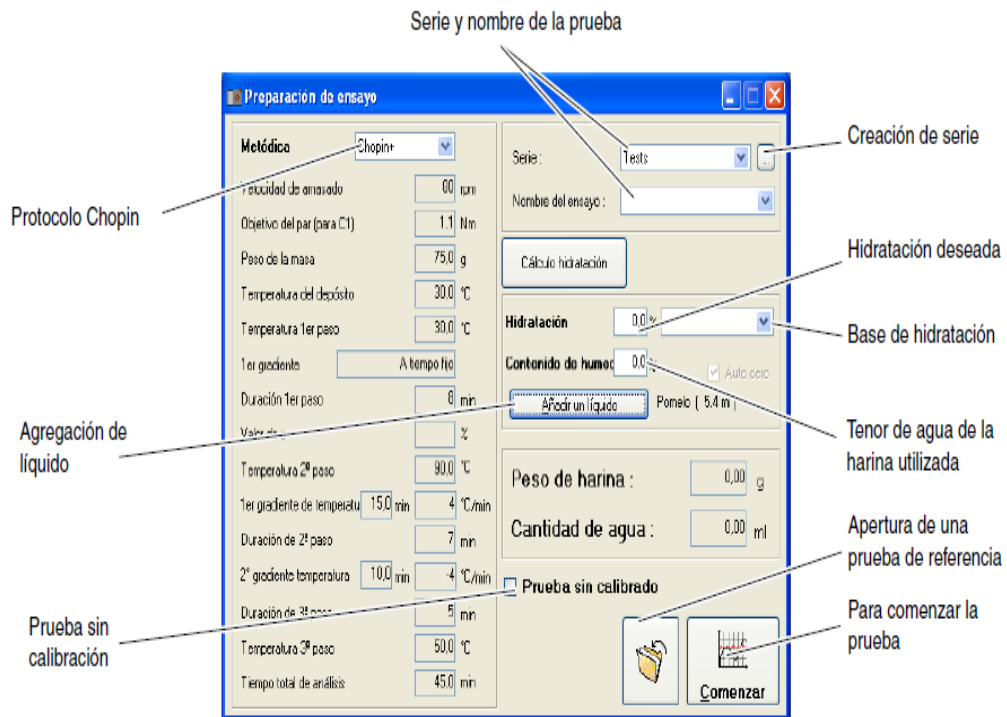 Serie y nombre de la prueba
Preparación de ensayo
Metódica Chopin+
Velocidad de amasado 00 rpm
Objetivo del par (para C1) 1.1 Nm
Peso de la masa 75,0 g
Temperatura del depósito 30,0 °C
Temperatura 1er paso 30,0 °C
1er gradiente A tempo fijo
Duración 1er paso 8 min
%
Temperatura 2º paso 90,0 °C
1er gradiente de temperatu 15,0 min 4 °C/min
Duración de 2º paso 7 min
2° gradiente temperatura 10,0 min -4 °C/min
Duración de 3º paso 5 min
Temperatura 3º paso 50,0 °C
Tiempo total de análisis 45.0 min
Serie : Tests ...
Nombre del ensayo :
Cálculo hidratación
Hidratación 0,0 %
Contenido de humec 0,0 %
Auto cero
Añadir un líquido Pomelo ( 5.4 ml )
Peso de harina : 0,00 g
Cantidad de agua : 0,00 ml
Prueba sin calibrado
Comenzar
Protocolo Chopin
Agregación de
líquido
Prueba sin
calibración
Creación de serie
Hidratación deseada
Base de hidratación
Tenor de agua de la
harina utilizada
Apertura de una
prueba de referencia
Para comenzar la
prueba